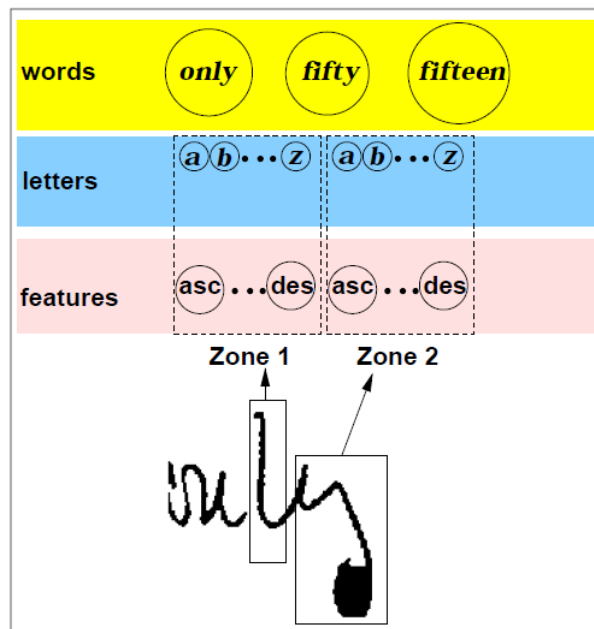 words only fifty fifteen
letters a b ••• z a b ••• z
features asc ••• des asc ••• des
Zone 1 Zone 2
only